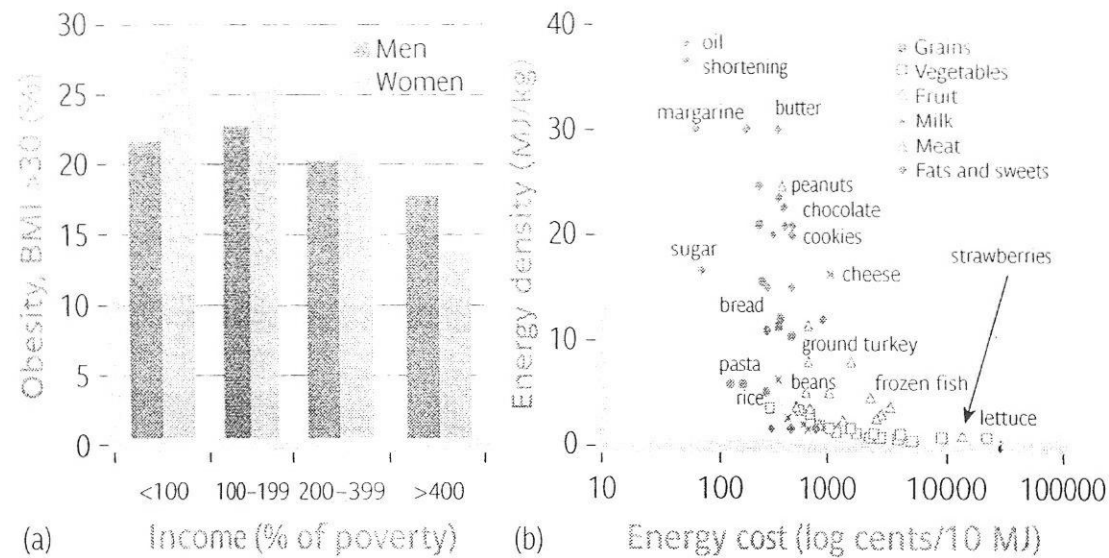 Obesity, BMI >30 (%)
30
25
20
15
10
5
0
Men
Women
<100
100–199
200–399
>400
(a)
Income (% of poverty)
Energy density (MJ/kg)
40
30
20
10
0
oil
shortening
margarine
butter
peanuts
chocolate
cookies
sugar
cheese
strawberries
bread
ground turkey
pasta
beans
frozen fish
rice
lettuce
Grains
Vegetables
Fruit
Milk
Meat
Fats and sweets
10
100
1000
10000
100000
(b)
Energy cost (log cents/10 MJ)